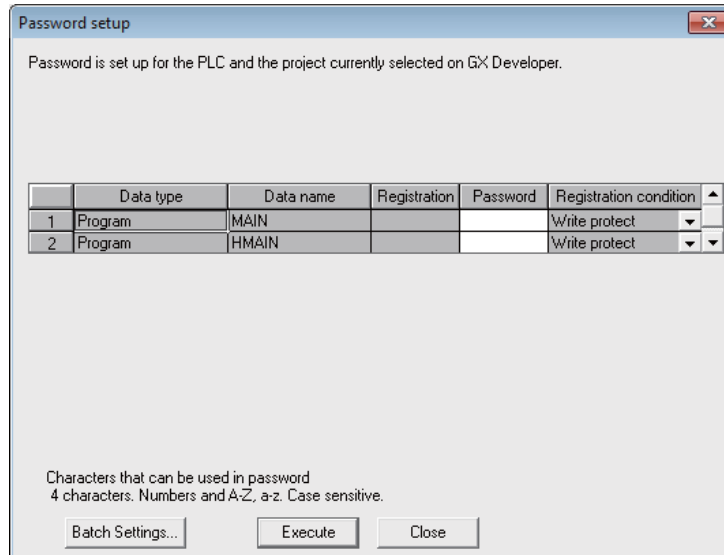 Password setup
Password is set up for the PLC and the project currently selected on GX Developer.
Data type Data name Registration Password Registration condition
1 Program MAIN Write protect
2 Program HMAIN Write protect
Characters that can be used in password
4 characters. Numbers and A-Z, a-z. Case sensitive.
Batch Settings... Execute Close